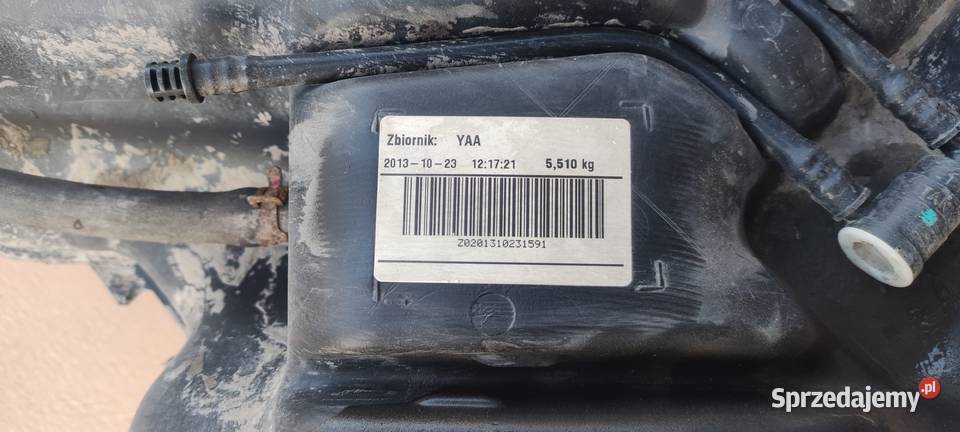 Zbiornik: YAA
2013-10-23 12:17:21 5,510 kg
Z0201310231591
Sprzedajemy.pl